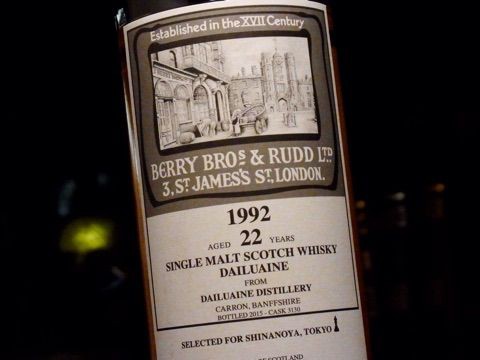 Established in the XVII Century
BERRY BROS & RUDD LTD.
3, ST JAMES'S ST, LONDON.
1992
AGED 22 YEARS
SINGLE MALT SCOTCH WHISKY
DAILUAINE
FROM
DAILUAINE DISTILLERY
CARRON, BANFFSHIRE
BOTTLED 2015 - CASK 3130
SELECTED FOR SHINANOYA, TOKYO
SCOTLAND